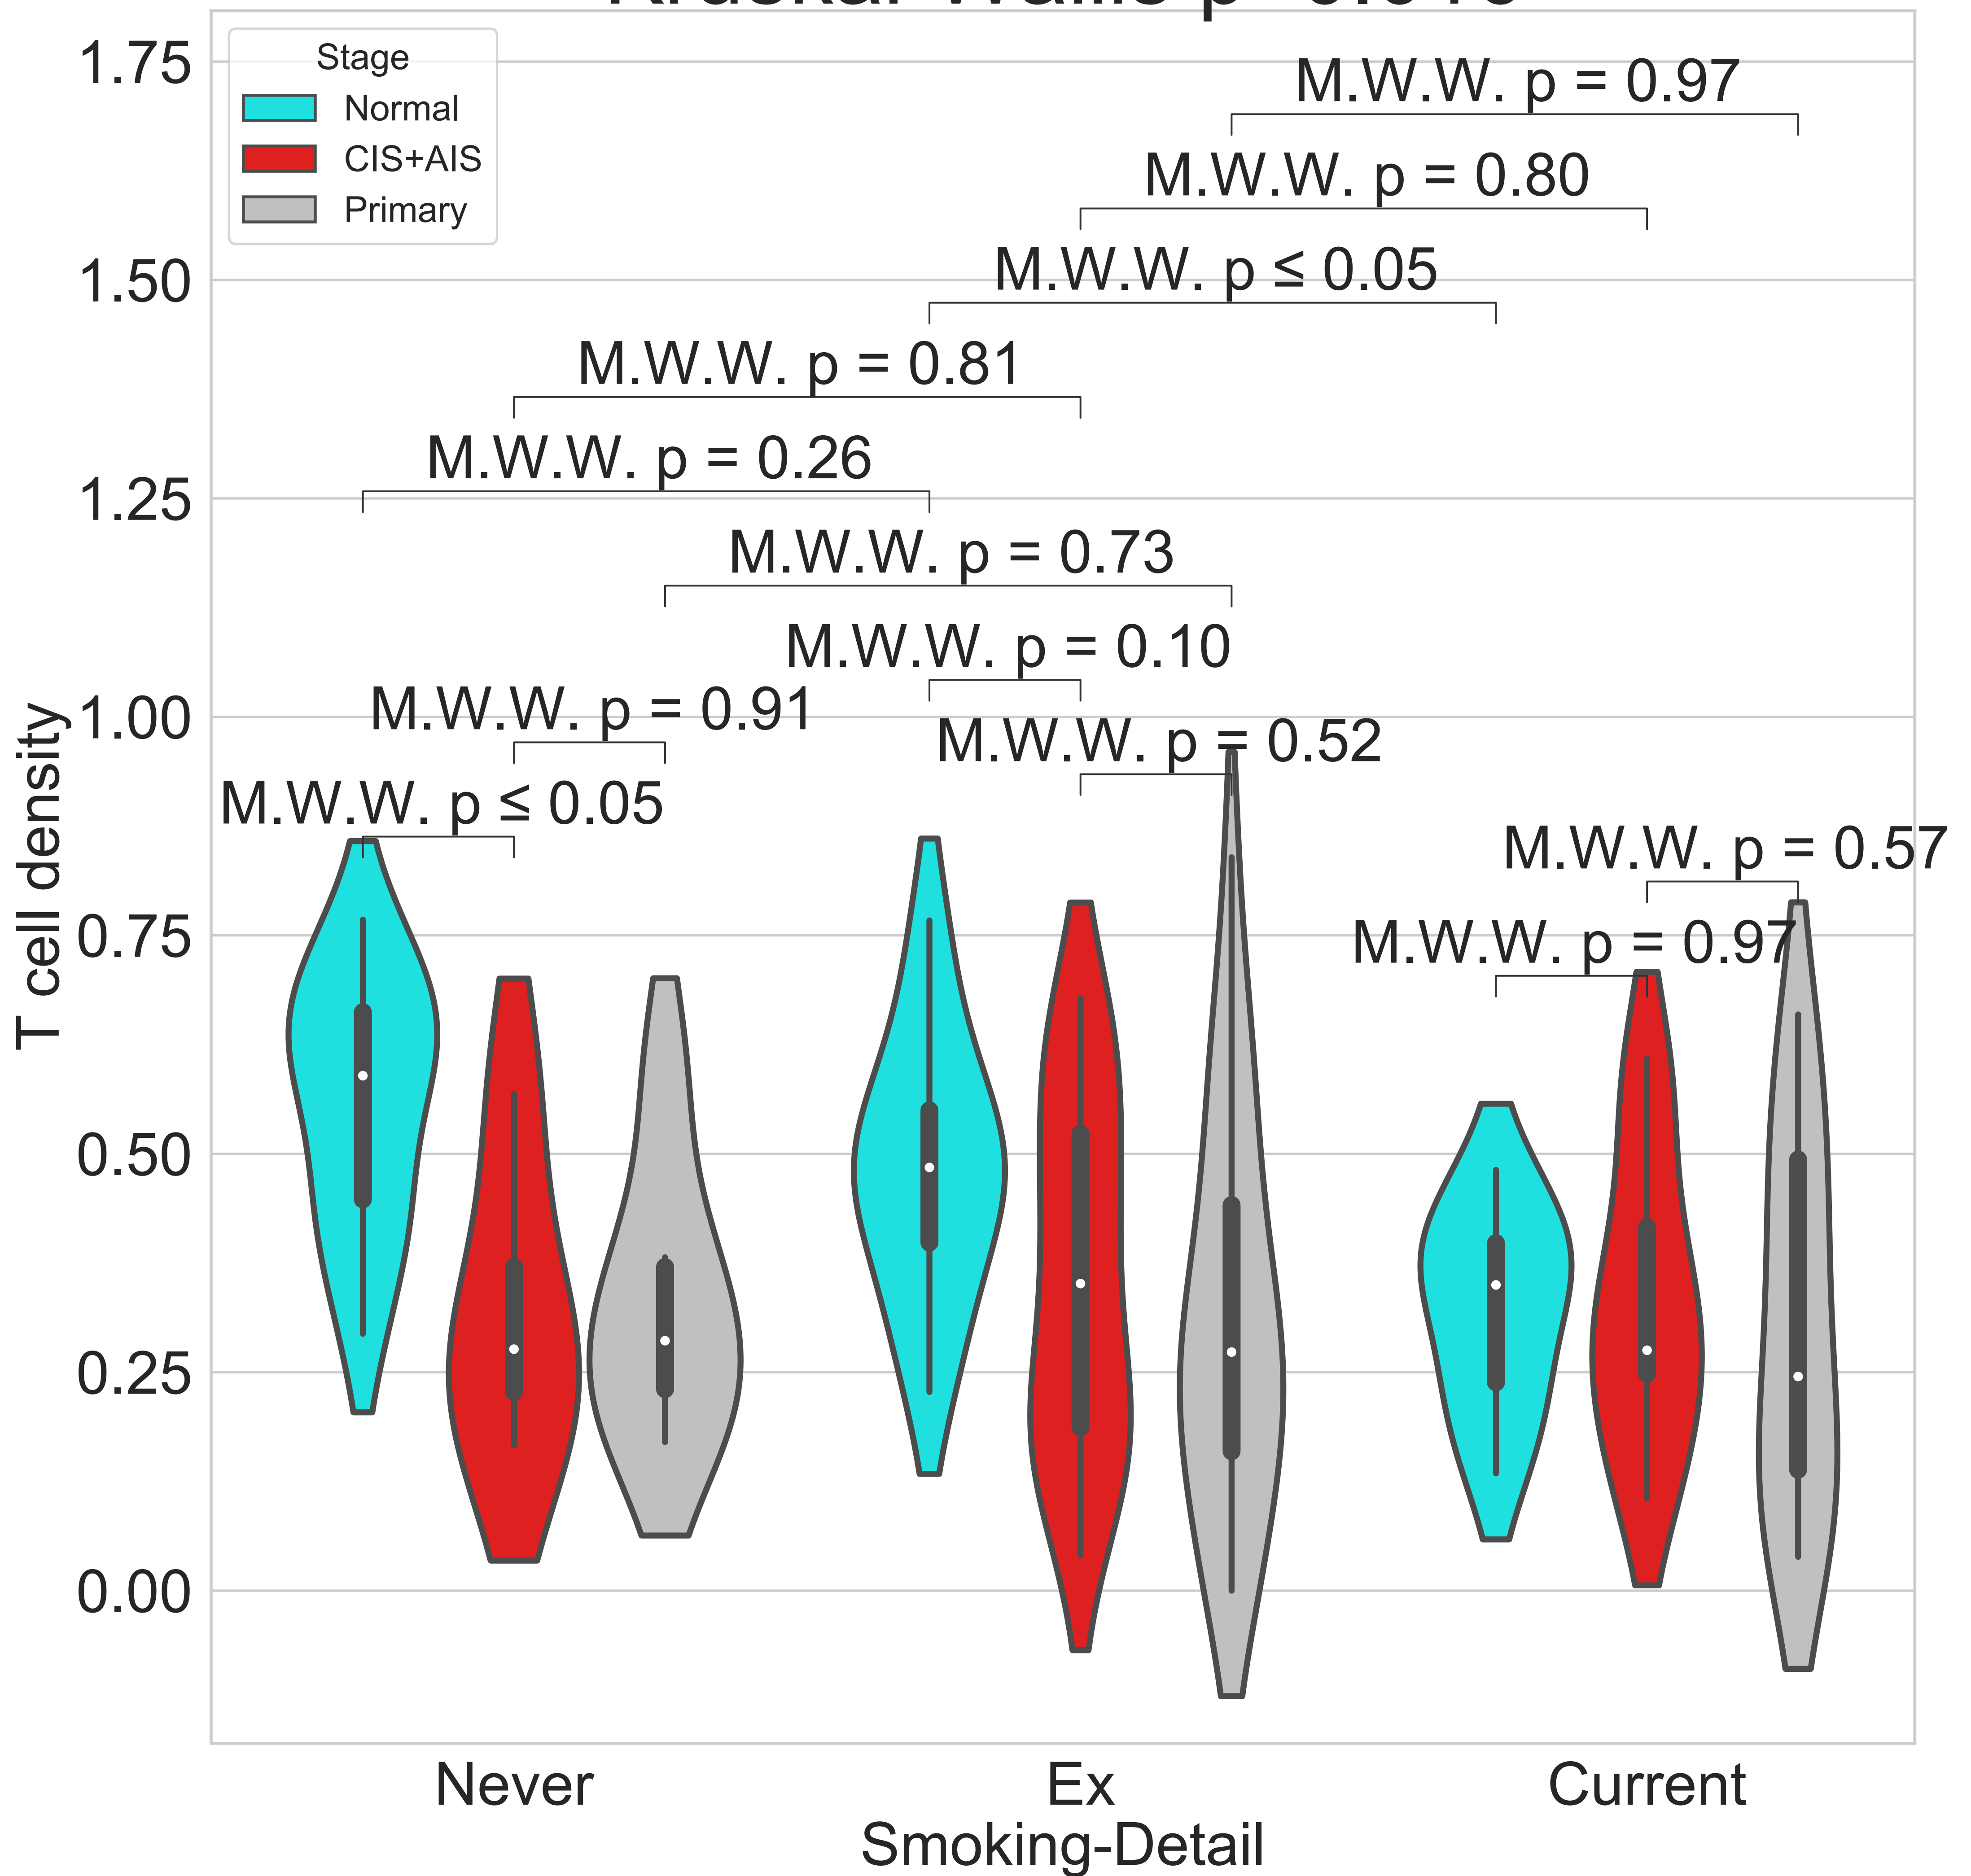 1.75
1.50
1.25
1.00
0.75
0.50
0.25
0.00
T cell density
Stage
Normal
CIS+AIS
Primary
M.W.W. p = 0.97
M.W.W. p = 0.80
M.W.W. p ≤ 0.05
M.W.W. p = 0.81
M.W.W. p = 0.26
M.W.W. p = 0.73
M.W.W. p = 0.10
M.W.W. p = 0.91
M.W.W. p = 0.52
M.W.W. p ≤ 0.05
M.W.W. p = 0.57
M.W.W. p = 0.97
Never
Ex
Current
Smoking-Detail